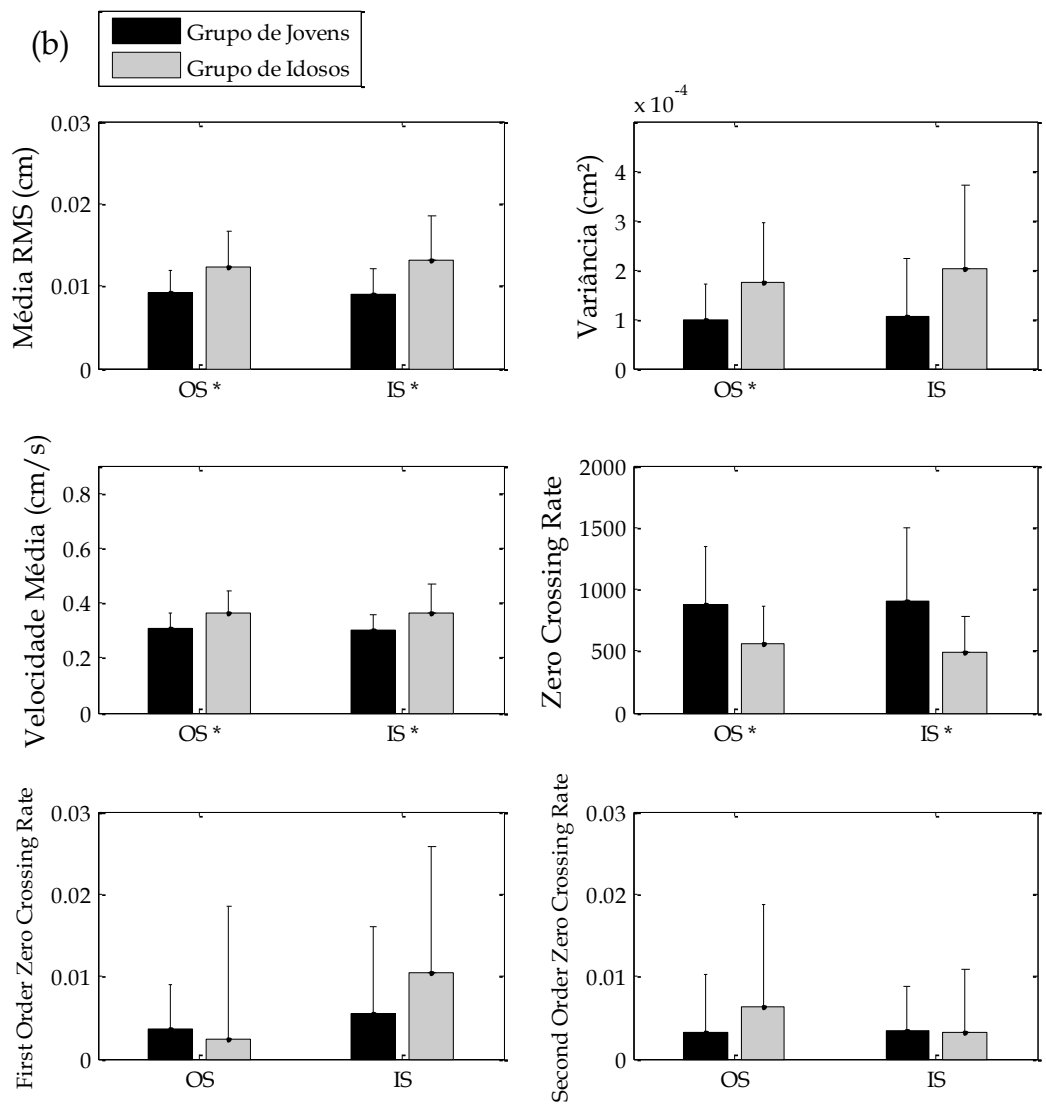 (b)
Grupo de Jovens
Grupo de Idosos
Média RMS (cm)
0.03
0.02
0.01
0
OS *
IS *
x 10-4
Variância (cm²)
4
3
2
1
0
OS *
IS
Velocidade Média (cm/s)
0.8
0.6
0.4
0.2
0
OS *
IS *
Zero Crossing Rate
2000
1500
1000
500
0
OS *
IS *
First Order Zero Crossing Rate
0.03
0.02
0.01
0
OS
IS
Second Order Zero Crossing Rate
0.03
0.02
0.01
0
OS
IS